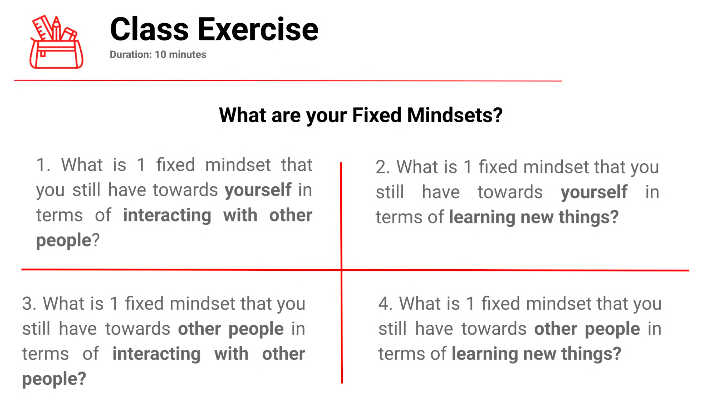 Class Exercise
Duration: 10 minutes
What are your Fixed Mindsets?
1. What is 1 fixed mindset that
you still have towards yourself in
terms of interacting with other
people?
2. What is 1 fixed mindset that you
still have towards yourself in
terms of learning new things?
3. What is 1 fixed mindset that you
still have towards other people in
terms of interacting with other
people?
4. What is 1 fixed mindset that you
still have towards other people in
terms of learning new things?